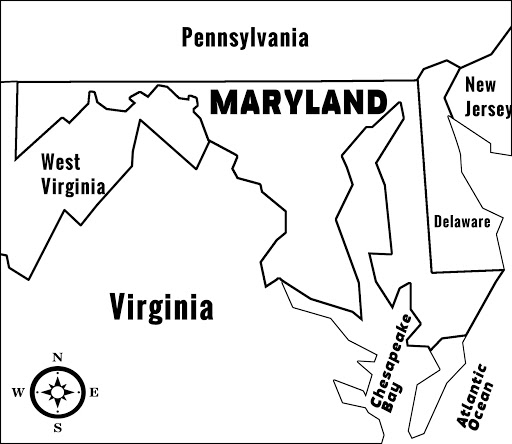 Pennsylvania
MARYLAND
New
Jersey
West
Virginia
Delaware
Virginia
Chesapeake
Bay
Atlantic
Ocean
N
W E
S